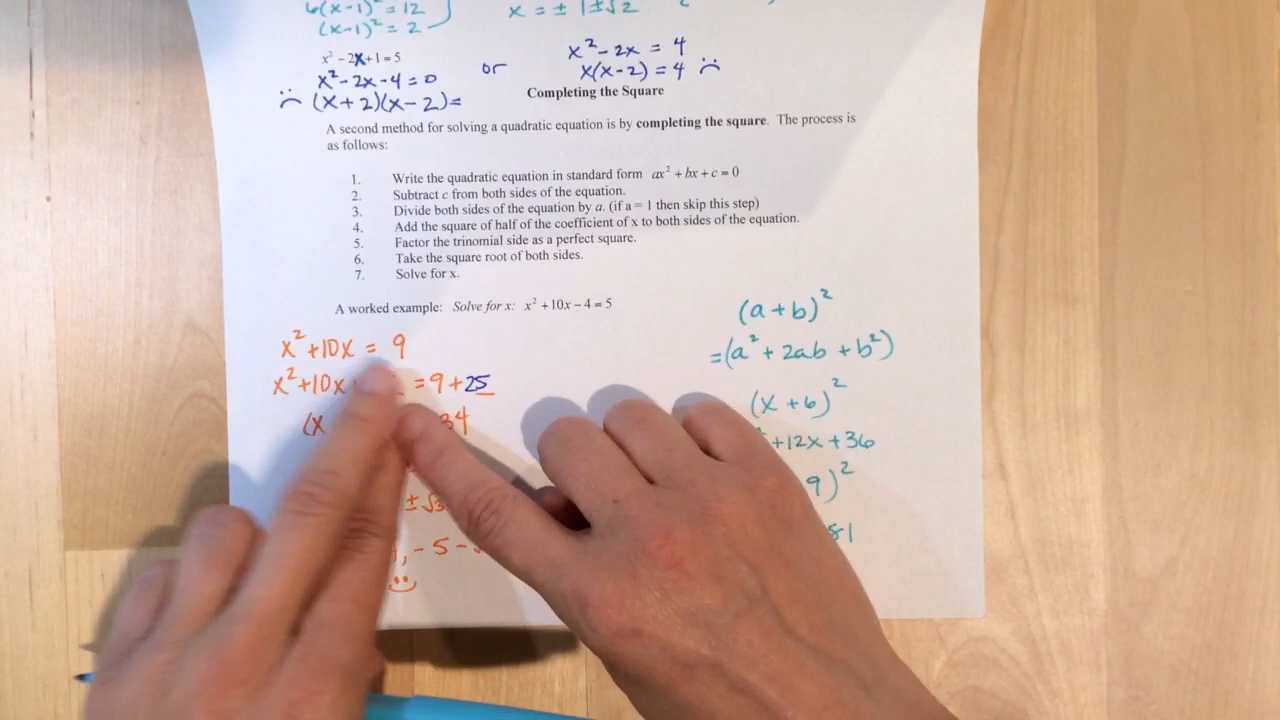 6(x-1)² = 12
x = ± 1±√2
(x-1)² = 2
x² - 2x + 1 = 5
x² - 2x - 4 = 0
or
x² - 2x = 4
(x+2)(x-2) =
x(x-2) = 4
Completing the Square
A second method for solving a quadratic equation is by completing the square. The process is
as follows:
1. Write the quadratic equation in standard form ax² + bx + c = 0
2. Subtract c from both sides of the equation.
3. Divide both sides of the equation by a. (if a = 1 then skip this step)
4. Add the square of half of the coefficient of x to both sides of the equation.
5. Factor the trinomial side as a perfect square.
6. Take the square root of both sides.
7. Solve for x.
A worked example: Solve for x: x² + 10x - 4 = 5
x² + 10x = 9
x² + 10x = 9 + 25
(x 34
± √3
, -5 -
(a + b)²
= (a² + 2ab + b²)
(x + 6)²
+ 12x + 36
9)²
81